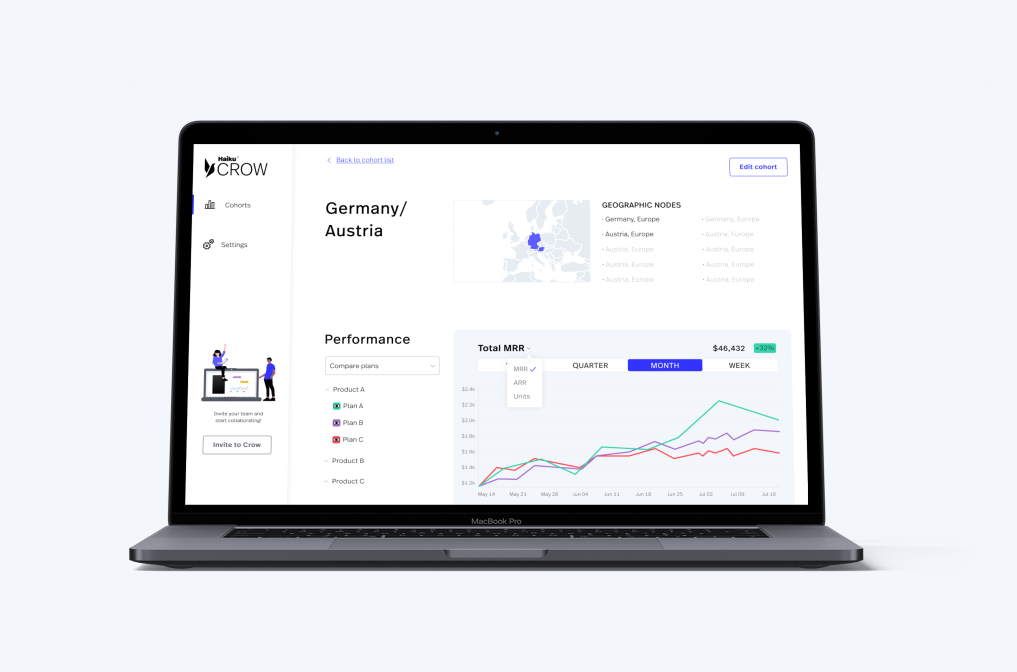 Haiku
CROW
Cohorts
Settings
Invite your team and
start collaborating!
Invite to Crow
Back to cohort list
Edit cohort
Germany/
Austria
GEOGRAPHIC NODES
· Germany, Europe
· Austria, Europe
· Austria, Europe
· Austria, Europe
· Austria, Europe
· Germany, Europe
· Austria, Europe
· Austria, Europe
· Austria, Europe
· Austria, Europe
Performance
Compare plans
Product A
Plan A
Plan B
Plan C
Product B
Product C
Total MRR
$46,432 +32%
QUARTER MONTH WEEK
MRR
ARR
Units
$2.4k
$2.2k
$2.0k
$1.8k
$1.6k
$1.4k
$1.2k
May 14 May 21 May 28 Jun 04 Jun 11 Jun 18 Jun 25 Jul 02 Jul 09 Jul 16
MacBook Pro